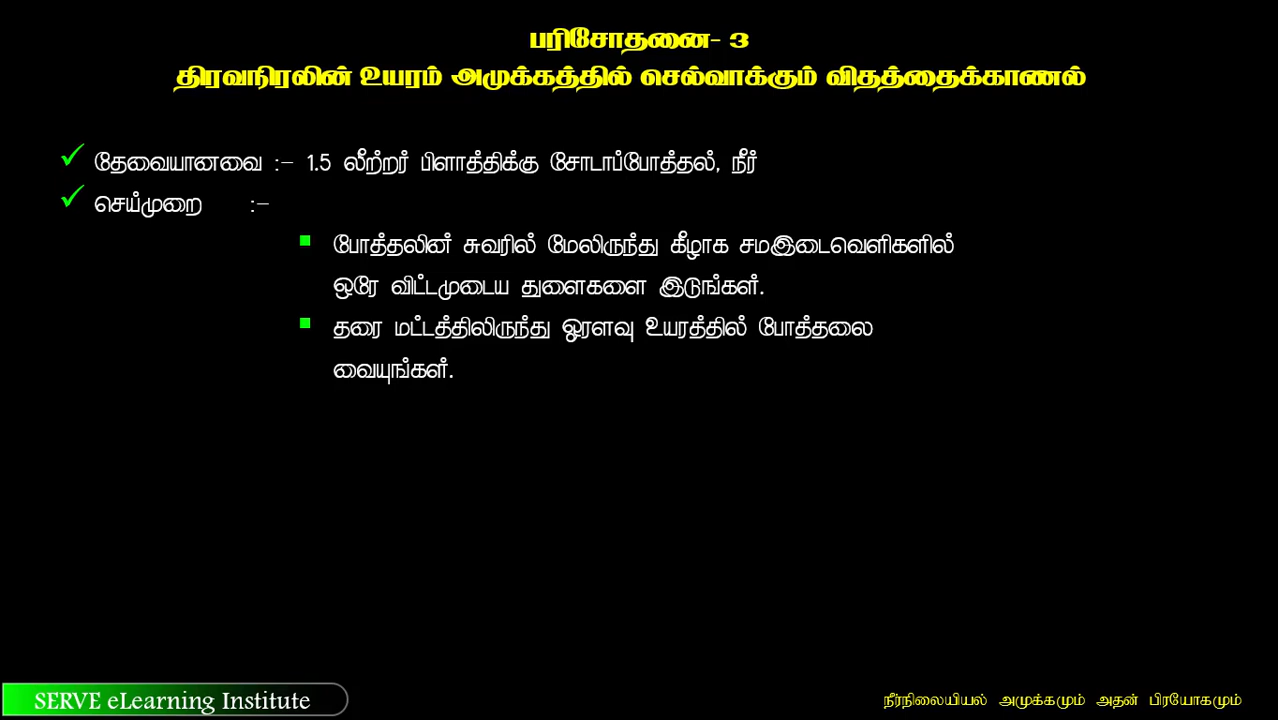 பரிசோதனை- 3
திரவநிரலின் உயரம் அமுக்கத்தில் செல்வாக்கும் விதத்தைக்காணல்
தேவையானவை :- 1.5 லீற்றர் பிளாத்திக்கு சோடாப்போத்தல், நீர்
செய்முறை :-
போத்தலின் சுவரில் மேலிருந்து கீழாக சமஇடைவெளிகளில்
ஒரே விட்டமுடைய துளைகளை இடுங்கள்.
தரை மட்டத்திலிருந்து ஓரளவு உயரத்தில் போத்தலை
வையுங்கள்.
SERVE eLearning Institute
நீர்நிலையியல் அமுக்கமும் அதன் பிரயோகமும்